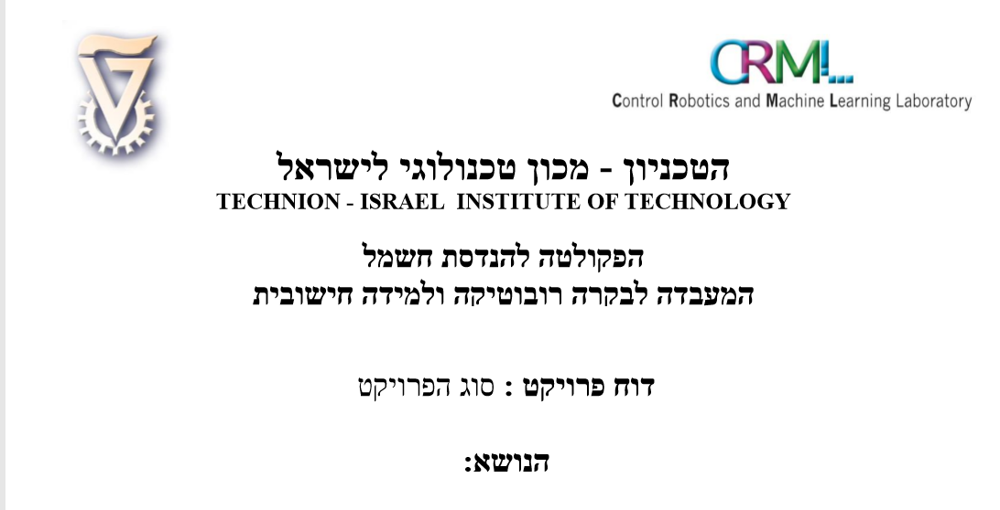 CRML...
Control Robotics and Machine Learning Laboratory
הטכניון - מכון טכנולוגי לישראל
TECHNION - ISRAEL INSTITUTE OF TECHNOLOGY
הפקולטה להנדסת חשמל
המעבדה לבקרה רובוטיקה ולמידה חישובית
דוח פרויקט : סוג הפרויקט
הנושא: